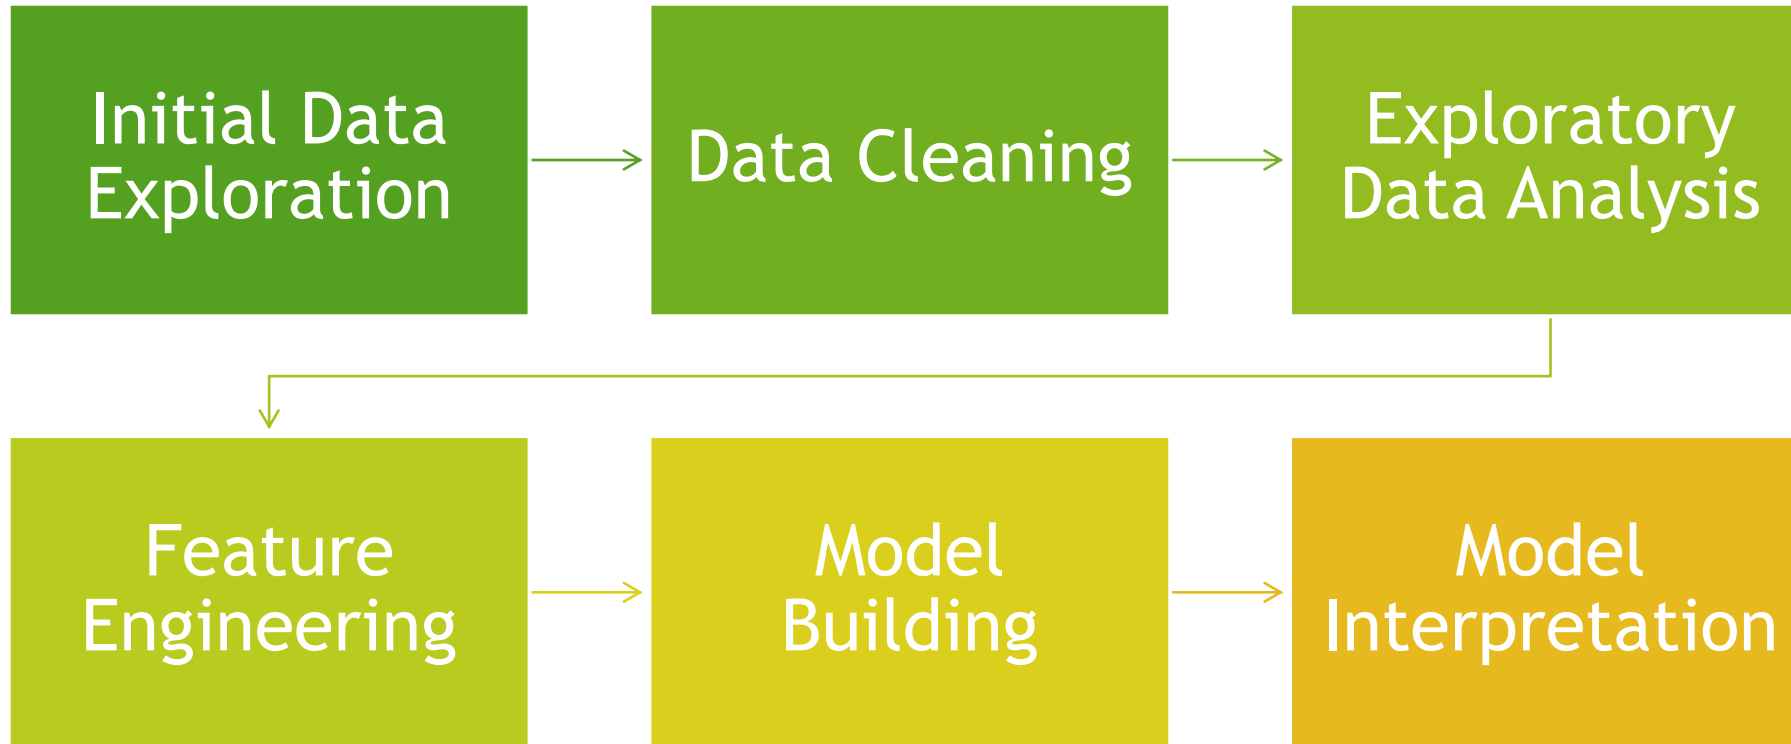 Initial Data
Exploration
Data Cleaning
Exploratory
Data Analysis
Feature
Engineering
Model
Building
Model
Interpretation